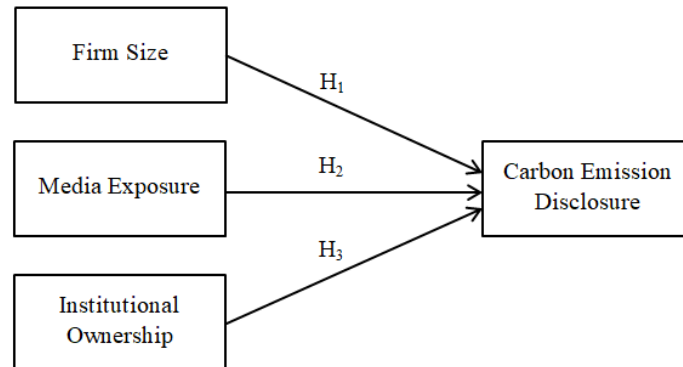 Firm Size
H₁
Media Exposure
H₂
Carbon Emission
Disclosure
H₃
Institutional
Ownership